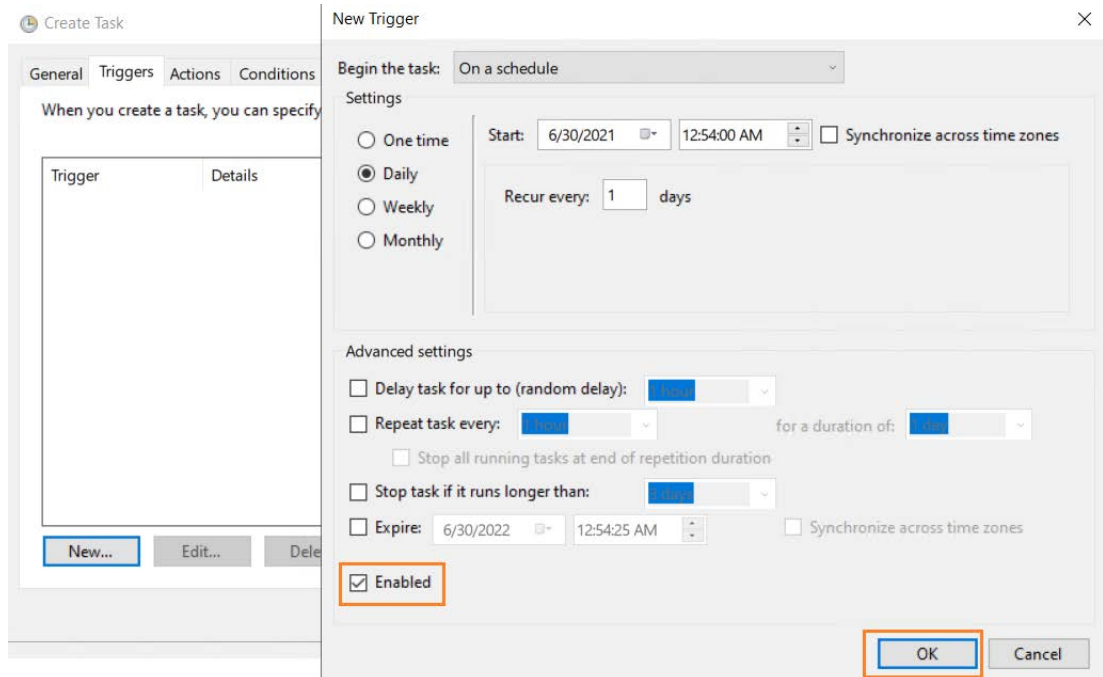 Create Task
General Triggers Actions Conditions
When you create a task, you can specify
Trigger Details
New... Edit... Dele
New Trigger
Begin the task: On a schedule
Settings
One time
Daily
Weekly
Monthly
Start: 6/30/2021 12:54:00 AM Synchronize across time zones
Recur every: 1 days
Advanced settings
Delay task for up to (random delay): 1 hour
Repeat task every: 1 hour for a duration of: 1 day
Stop all running tasks at end of repetition duration
Stop task if it runs longer than: 3 days
Expire: 6/30/2022 12:54:25 AM Synchronize across time zones
Enabled
OK Cancel